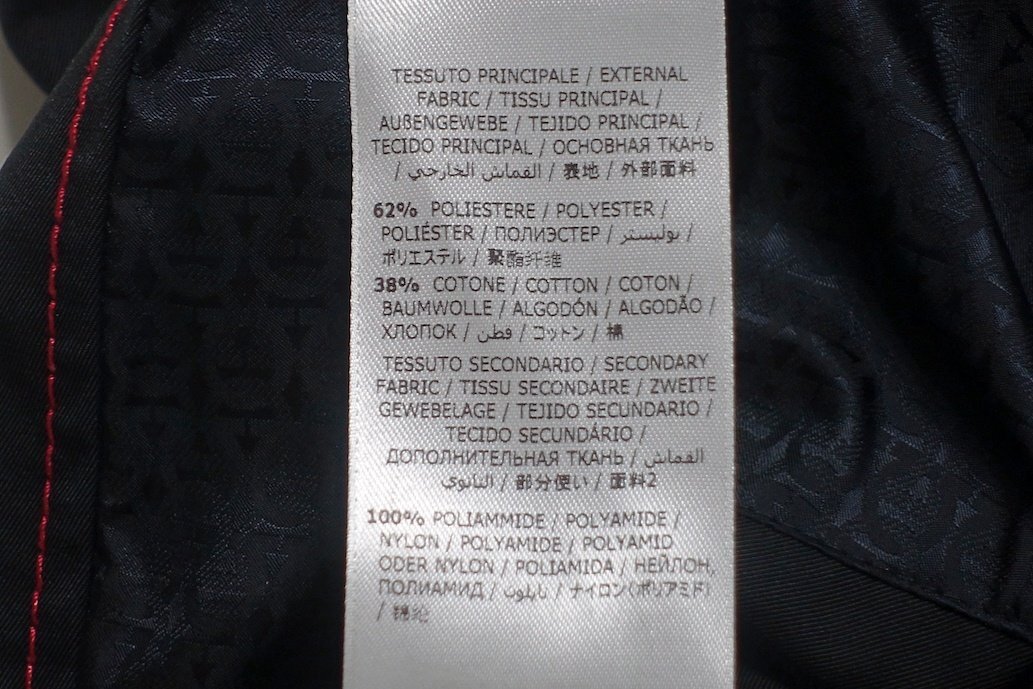 TESSUTO PRINCIPALE / EXTERNAL
FABRIC / TISSU PRINCIPAL /
AUßENGEWEBE / TEJIDO PRINCIPAL /
TECIDO PRINCIPAL / ОСНОВНАЯ ТКАНЬ
/ القماش الخارجي / 表地 / 外部面料
62% POLIESTERE / POLYESTER /
POLIÉSTER / ПОЛИЭСТЕР / بوليستر /
ポリエステル / 聚酯纤维
38% COTONE / COTTON / COTON /
BAUMWOLLE / ALGODÓN / ALGODÃO /
ХЛОПОК / قطن / コットン / 棉
TESSUTO SECONDARIO / SECONDARY
FABRIC / TISSU SECONDAIRE / ZWEITE
GEWEBELAGE / TEJIDO SECUNDARIO /
TECIDO SECUNDÁRIO /
ДОПОЛНИТЕЛЬНАЯ ТКАНЬ / القماش
الثانوي / 部分使い / 面料2
100% POLIAMMIDE / POLYAMIDE /
NYLON / POLYAMIDE / POLYAMID
ODER NYLON / POLIAMIDA / НЕЙЛОН,
ПОЛИАМИД / نايلون / ナイロン(ポリアミド)
/ 锦纶